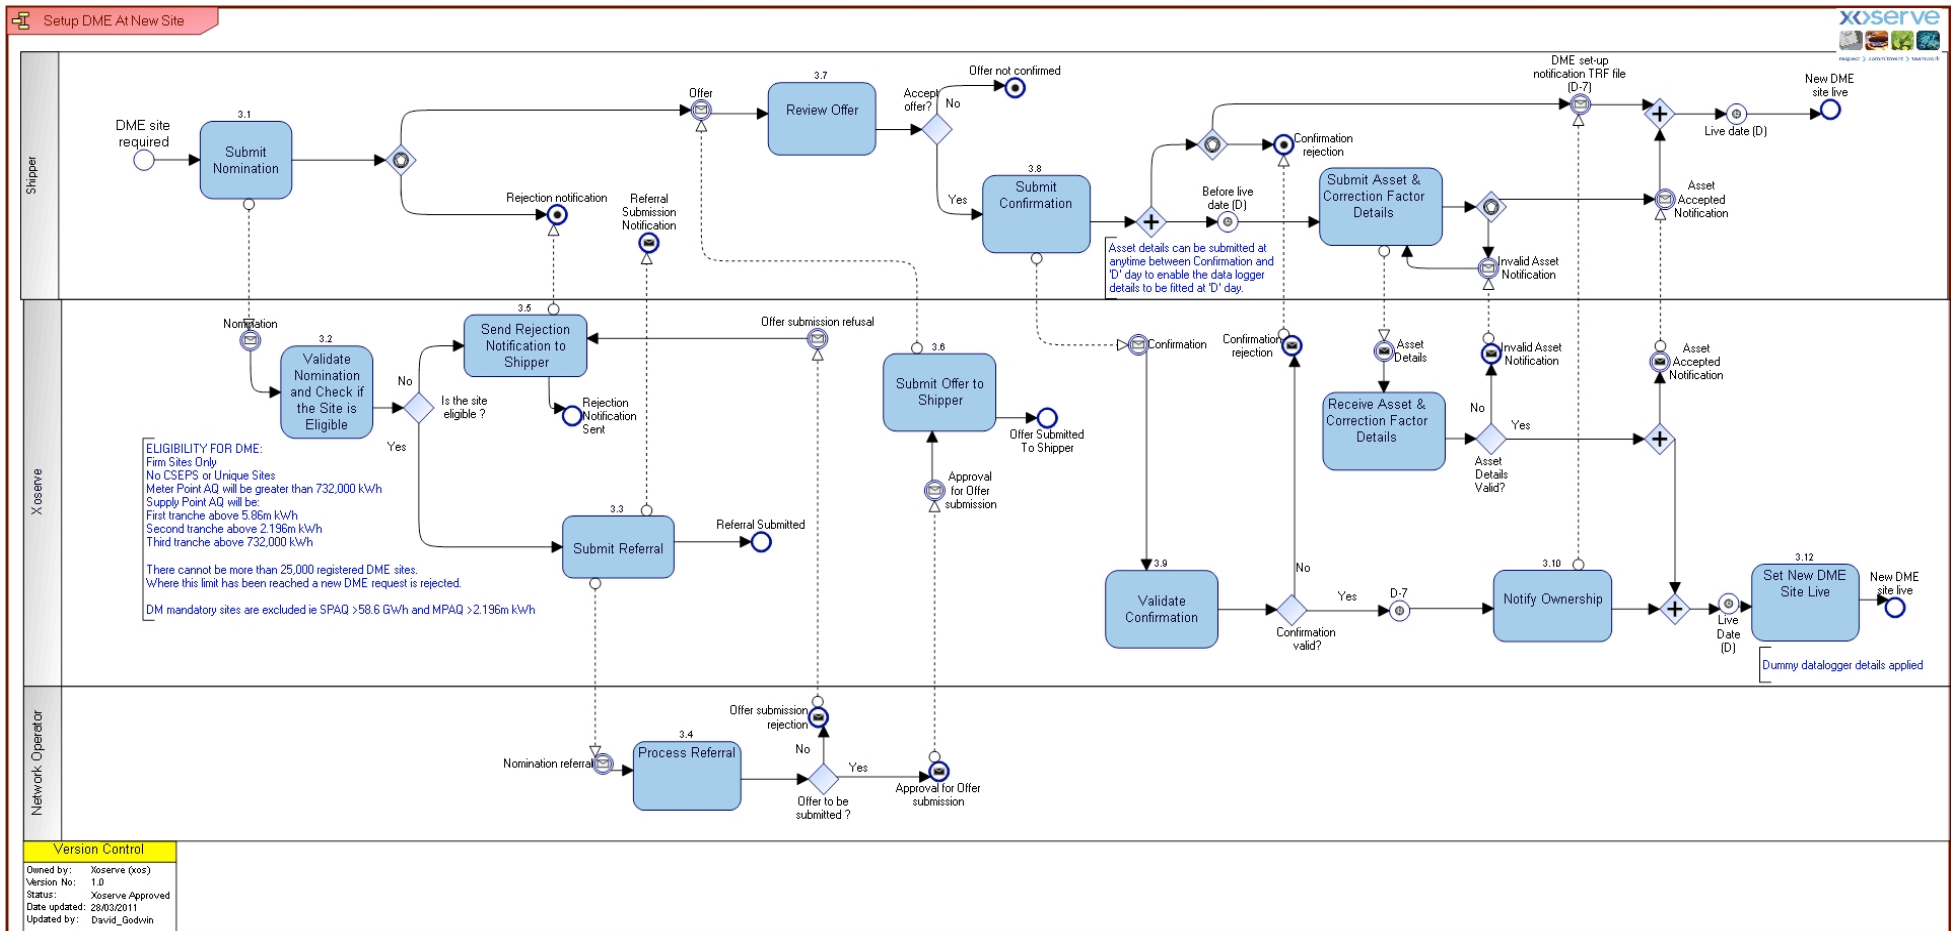 Setup DME At New Site
xoserve
respect > commitment > teamwork
Shipper
DME site
required
3.1
Submit
Nomination
Offer
3.7
Review Offer
Accept
offer?
No
Offer not confirmed
Yes
Rejection notification
Referral
Submission
Notification
3.8
Submit
Confirmation
Confirmation
rejection
Before live
date (D)
Asset details can be submitted at
anytime between Confirmation and
'D' day to enable the data logger
details to be fitted at 'D' day.
Submit Asset &
Correction Factor
Details
DME set-up
notification TRF file
(D-7)
New DME
site live
Live date (D)
Asset
Accepted
Notification
Invalid Asset
Notification
Xoserve
Nomination
3.2
Validate
Nomination
and Check if
the Site is
Eligible
No
Is the site
eligible ?
Yes
3.5
Send Rejection
Notification to
Shipper
Rejection
Notification
Sent
Offer submission refusal
3.6
Submit Offer to
Shipper
Offer Submitted
To Shipper
Approval
for Offer
submission
3.3
Submit Referral
Referral Submitted
ELIGIBILITY FOR DME:
Firm Sites Only
No CSEPS or Unique Sites
Meter Point AQ will be greater than 732,000 kWh
Supply Point AQ will be:
First tranche above 5.86m kWh
Second tranche above 2.196m kWh
Third tranche above 732,000 kWh
There cannot be more than 25,000 registered DME sites.
Where this limit has been reached a new DME request is rejected.
DM mandatory sites are excluded ie SPAQ >58.6 GWh and MPAQ >2.196m kWh
Confirmation
Confirmation
rejection
Asset
Details
Invalid Asset
Notification
Asset
Accepted
Notification
Receive Asset &
Correction Factor
Details
No
Yes
Asset
Details
Valid?
3.9
Validate
Confirmation
No
Yes
Confirmation
valid?
D-7
3.10
Notify Ownership
Live
Date
(D)
3.12
Set New DME
Site Live
New DME
site live
Dummy datalogger details applied
Network Operator
Nomination referral
3.4
Process Referral
Offer submission
rejection
No
Yes
Offer to be
submitted ?
Approval for Offer
submission
Version Control
Owned by: Xoserve (xos)
Version No: 1.0
Status: Xoserve Approved
Date updated: 28/03/2011
Updated by: David_Godwin